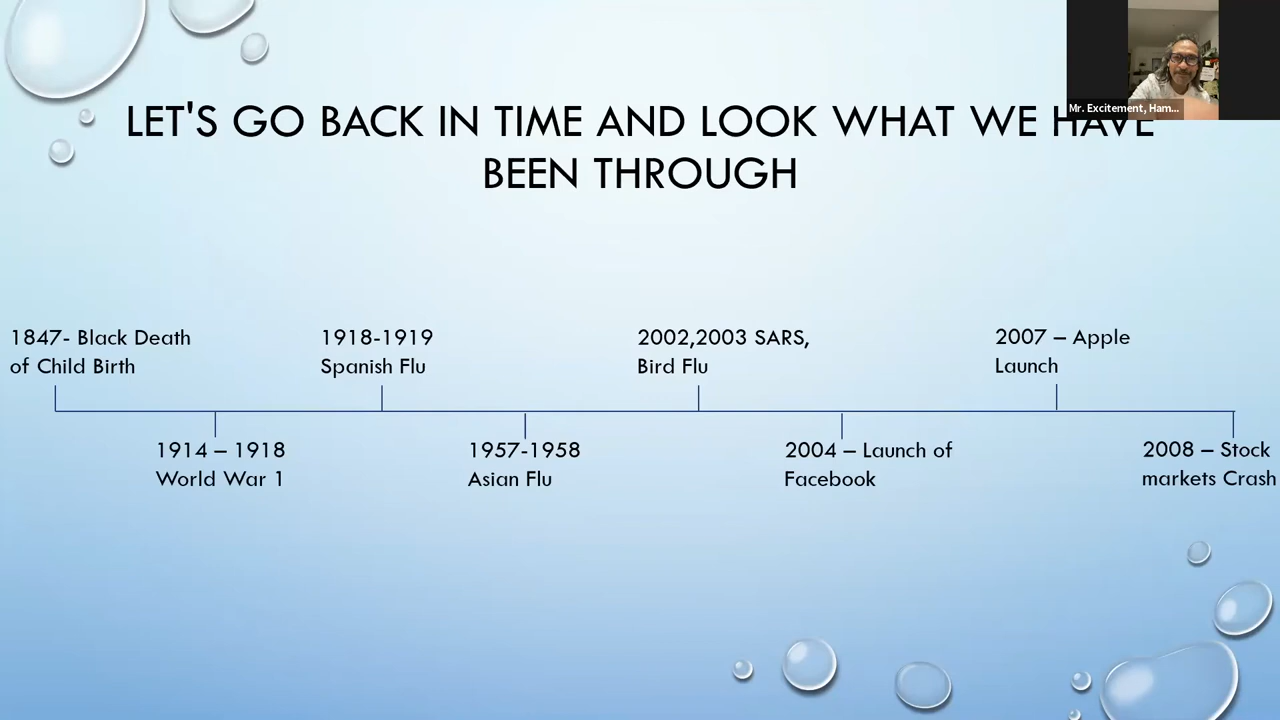 Mr. Excitement, Ham...
LET'S GO BACK IN TIME AND LOOK WHAT WE HAVE
BEEN THROUGH
1847- Black Death
of Child Birth
1918-1919
Spanish Flu
2002,2003 SARS,
Bird Flu
2007 – Apple
Launch
1914 – 1918
World War 1
1957-1958
Asian Flu
2004 – Launch of
Facebook
2008 – Stock
markets Crash